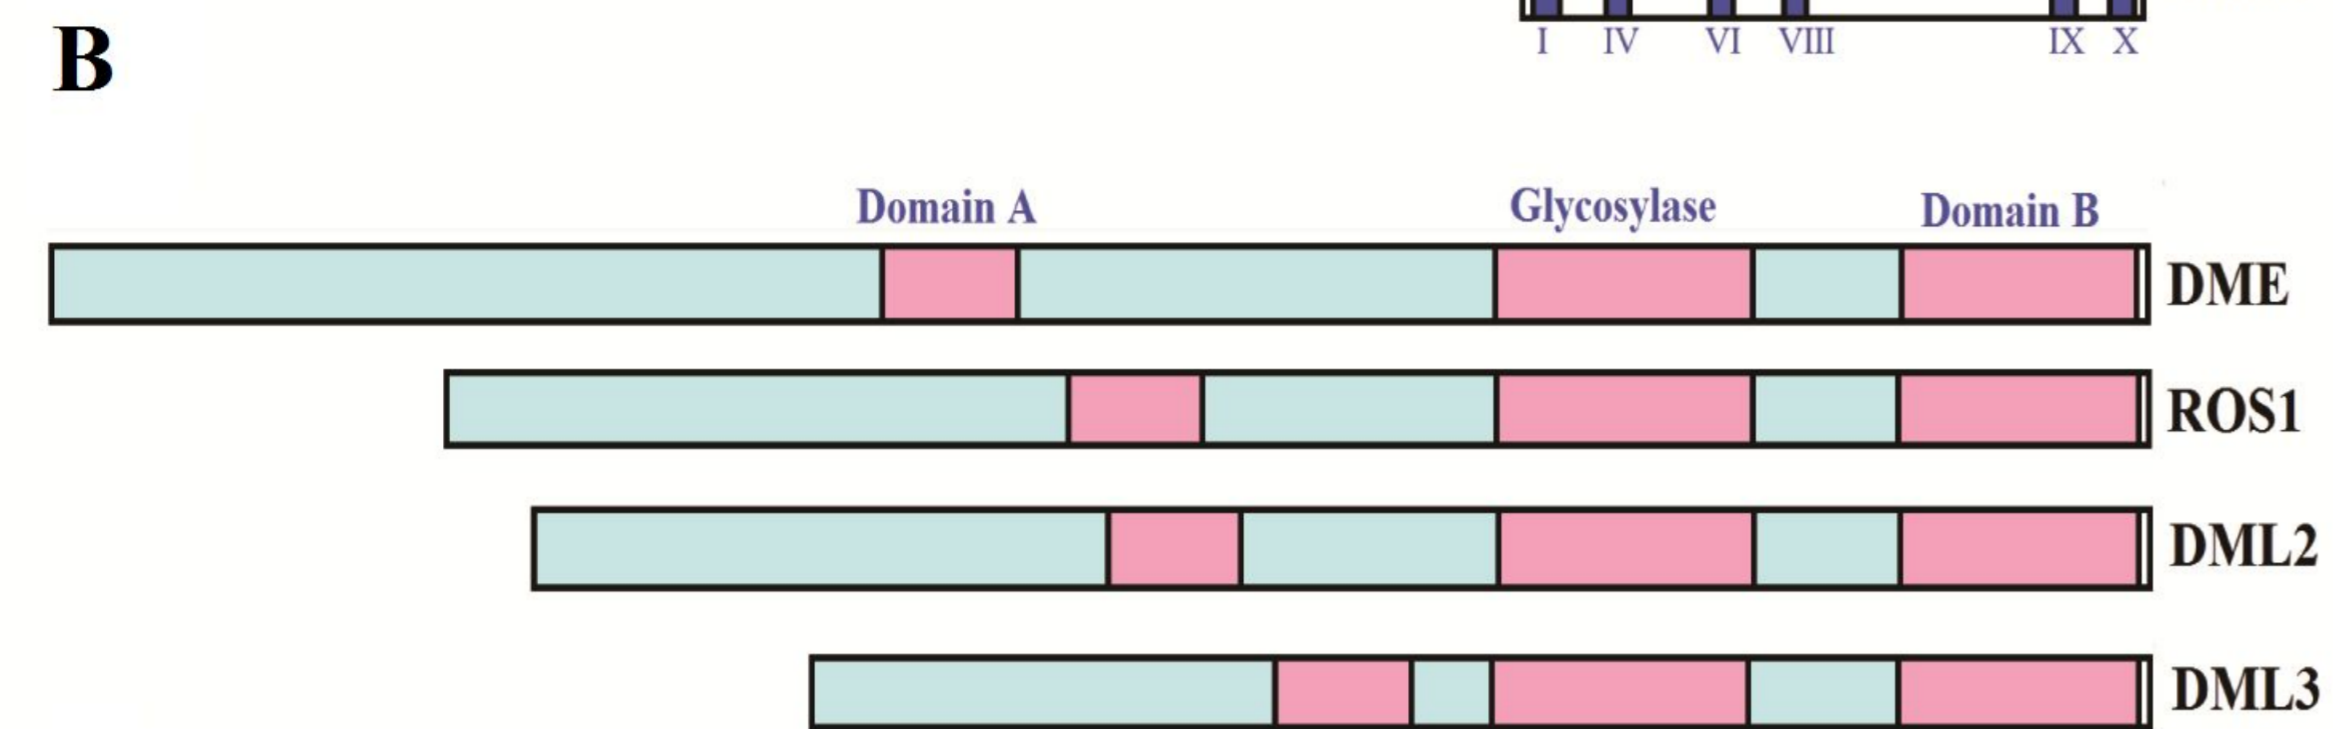 I IV VI VIII IX X
B
Domain A Glycosylase Domain B
DME
ROS1
DML2
DML3